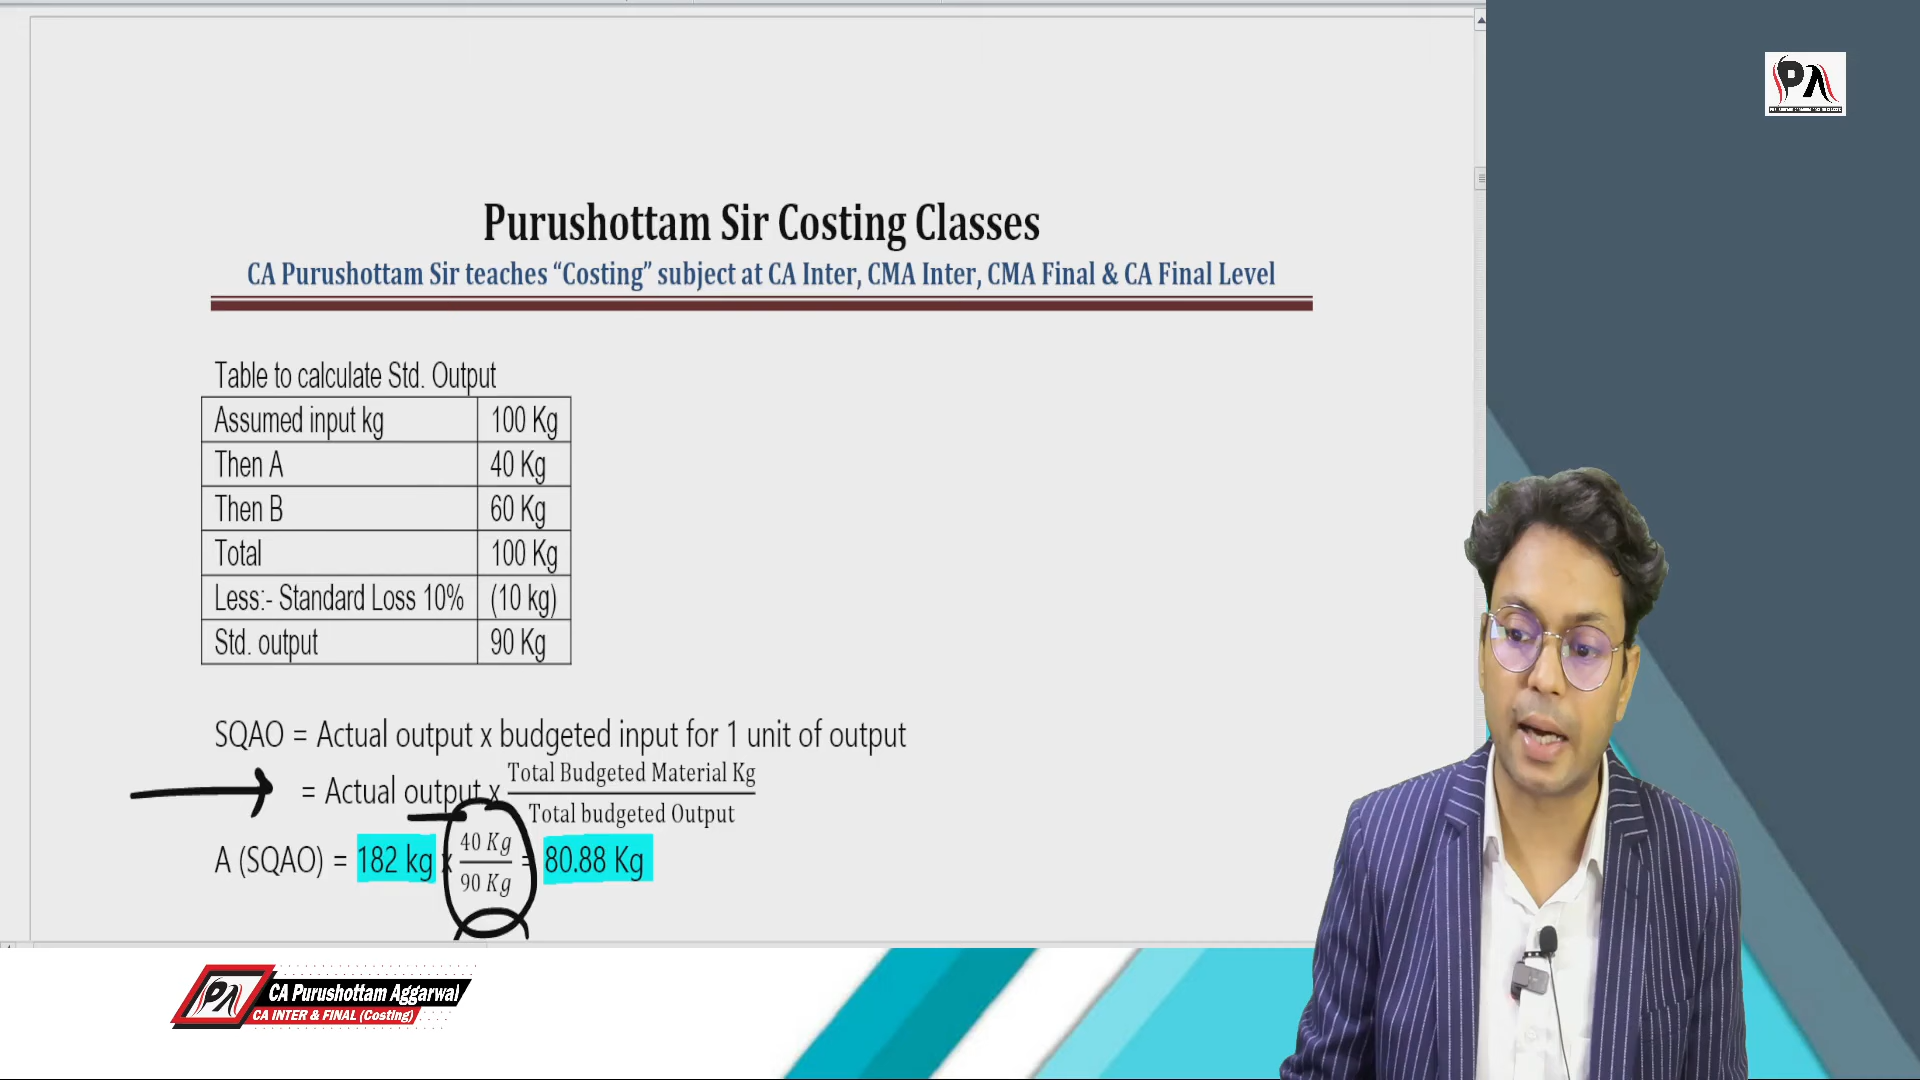 PA
Purushottam Sir Costing Classes
CA Purushottam Sir teaches “Costing” subject at CA Inter, CMA Inter, CMA Final & CA Final Level
Table to calculate Std. Output
Assumed input kg 100 Kg
Then A 40 Kg
Then B 60 Kg
Total 100 Kg
Less:- Standard Loss 10% (10 kg)
Std. output 90 Kg
SQAO = Actual output x budgeted input for 1 unit of output
= Actual output x Total Budgeted Material Kg / Total budgeted Output
A (SQAO) = 182 kg x 40 Kg / 90 Kg = 80.88 Kg
PA CA Purushottam Aggarwal
CA INTER & FINAL (Costing)